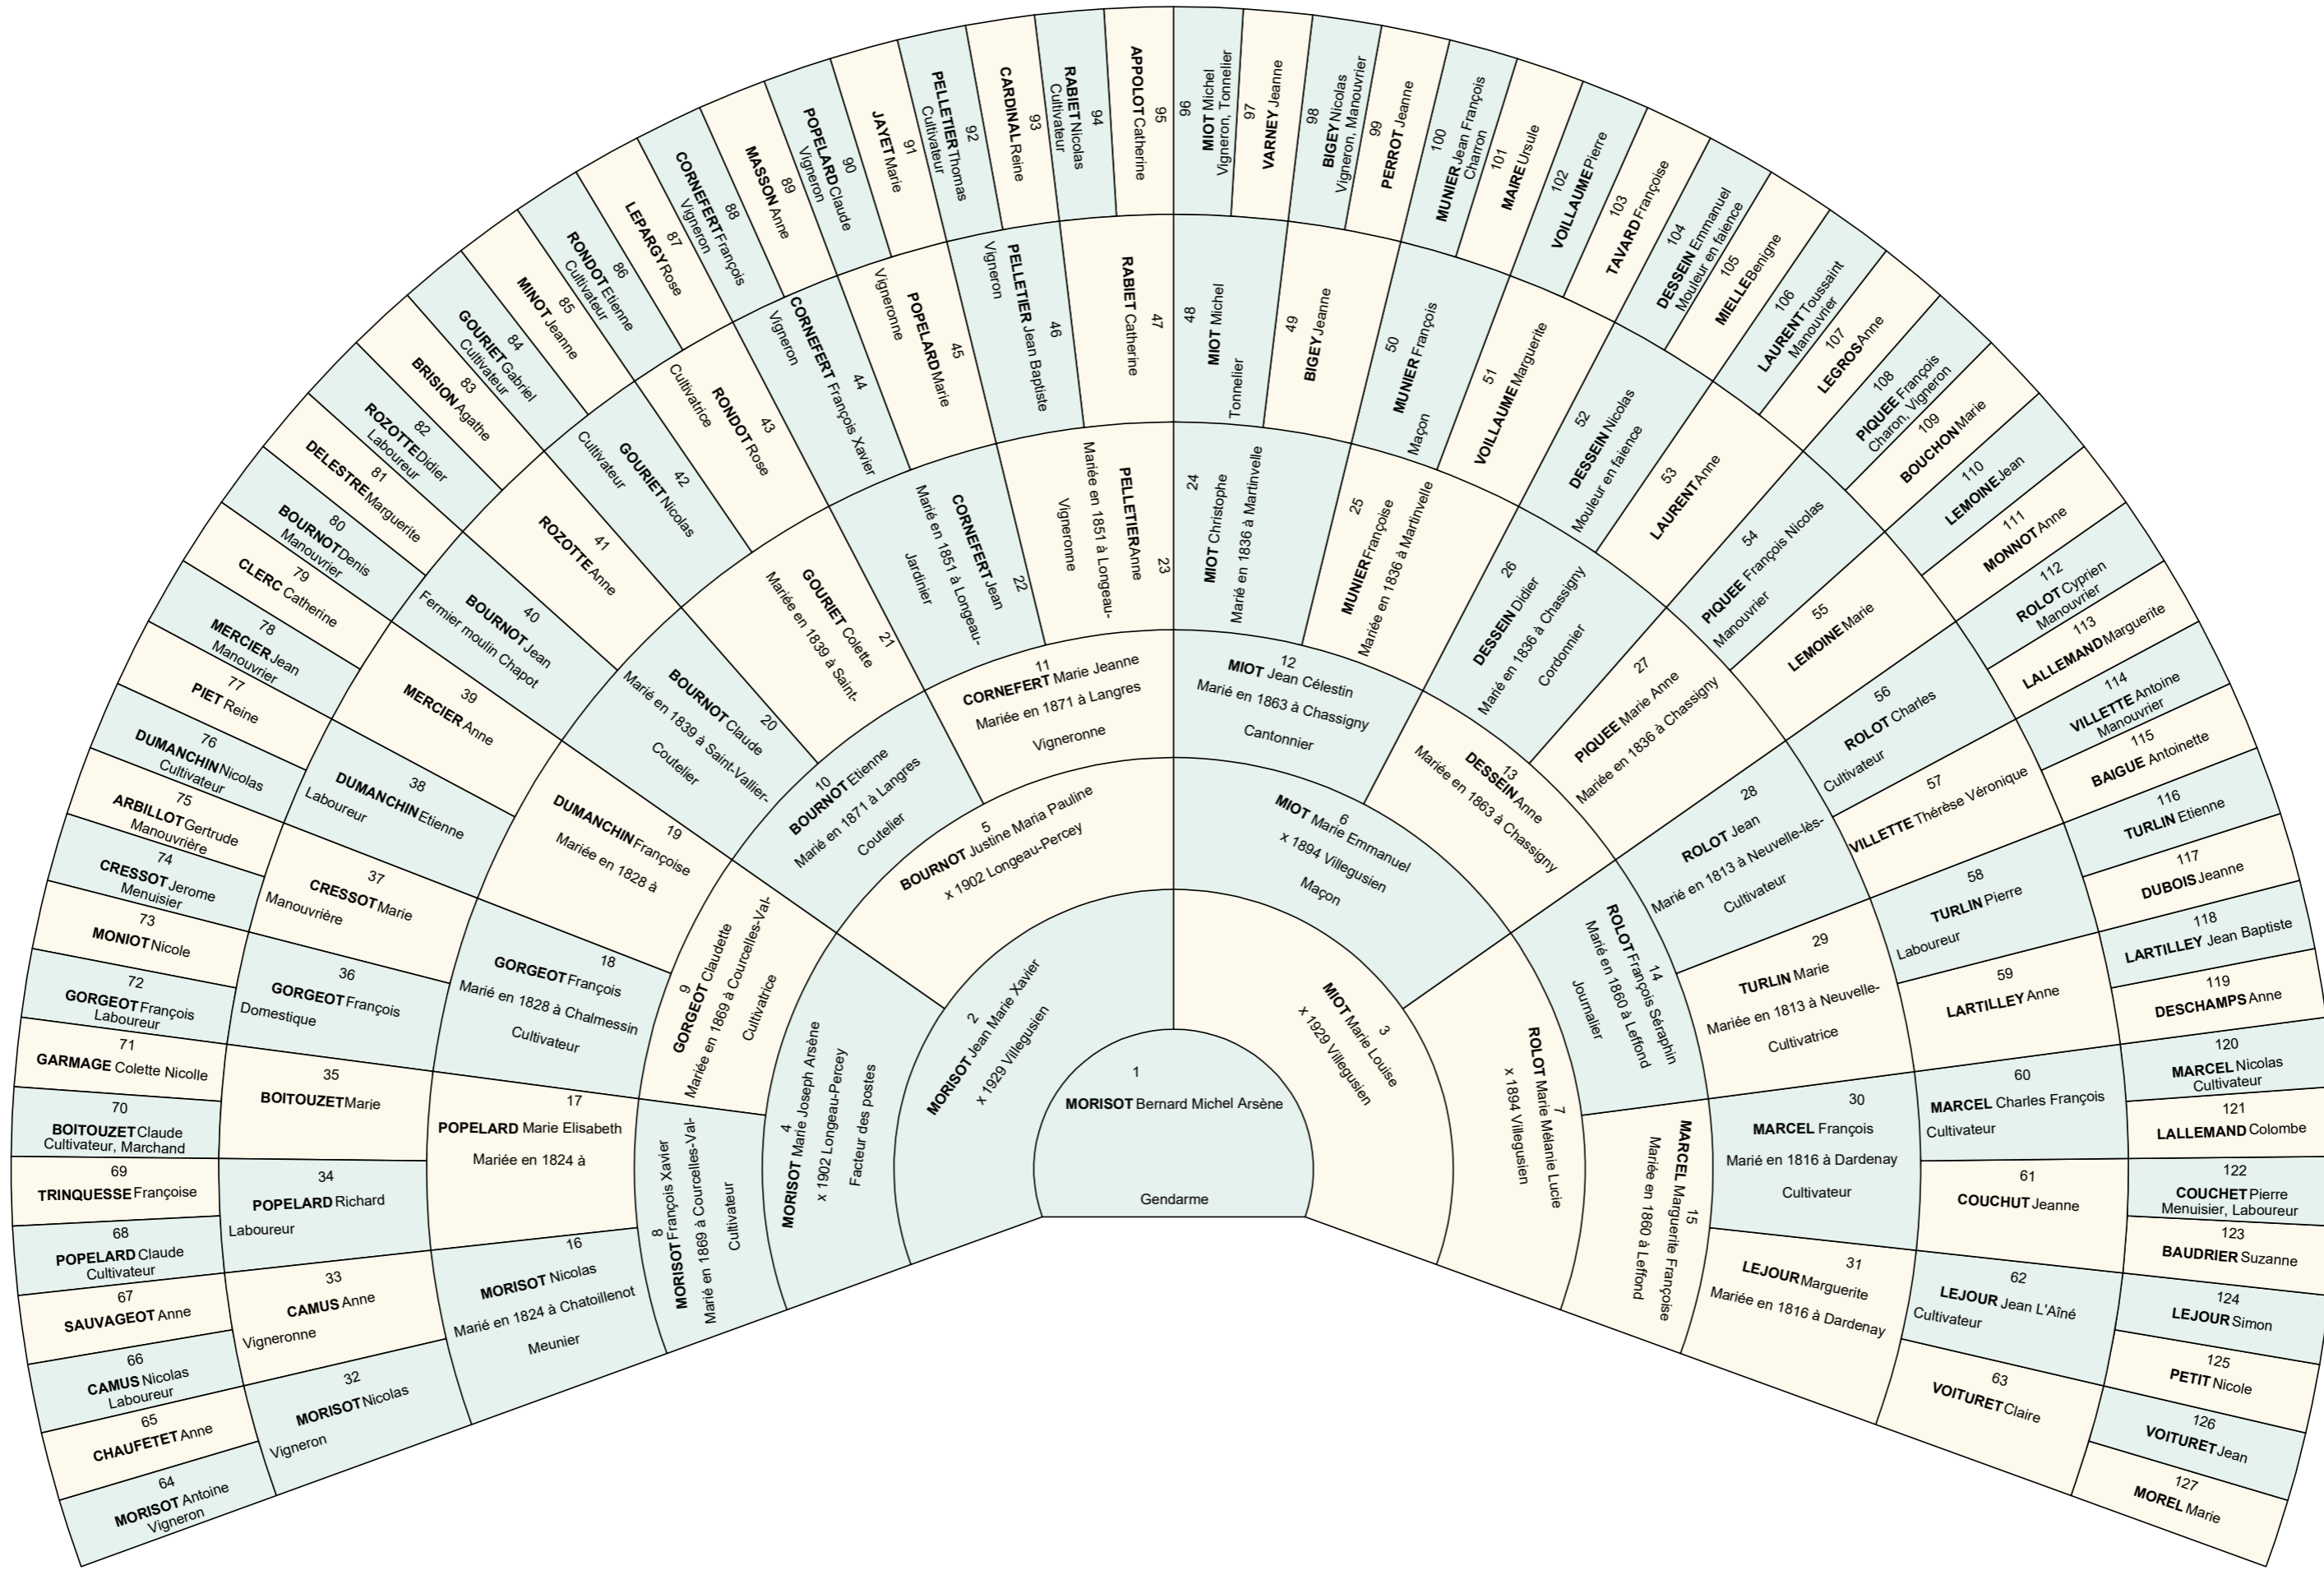 1
MORISOT Bernard Michel Arsène
Gendarme
2
MORISOT Jean Marie Xavier
x 1929 Villegusien
3
MIOT Marie Louise
x 1929 Villegusien
4
MORISOT Marie Joseph Arsène
x 1902 Longeau-Percey
Facteur des postes
5
BOURNOT Justine Maria Pauline
x 1902 Longeau-Percey
6
MIOT Marie Emmanuel
x 1894 Villegusien
Maçon
7
ROLOT Marie Mélanie Lucie
x 1894 Villegusien
8
MORISOT François Xavier
Marié en 1869 à Courcelles-Val-
Cultivateur
9
GORGEOT Claudette
Mariée en 1869 à Courcelles-Val-
Cultivatrice
10
BOURNOT Etienne
Marié en 1871 à Langres
Coutelier
11
CORNEFERT Marie Jeanne
Mariée en 1871 à Langres
Vigneronne
12
MIOT Jean Célestin
Marié en 1863 à Chassigny
Cantonnier
13
DESSEIN Anne
Mariée en 1863 à Chassigny
14
ROLOT François Séraphin
Marié en 1860 à Leffond
Journalier
15
MARCEL Marguerite Françoise
Mariée en 1860 à Leffond
16
MORISOT Nicolas
Marié en 1824 à Chatoillenot
Meunier
17
POPELARD Marie Elisabeth
Mariée en 1824 à
18
GORGEOT François
Marié en 1828 à Chalmessin
Cultivateur
19
DUMANCHIN Françoise
Mariée en 1828 à
20
BOURNOT Claude
Marié en 1839 à Saint-Vallier-
Coutelier
21
GOURIET Colette
Mariée en 1839 à Saint-
22
CORNEFERT Jean
Marié en 1851 à Longeau-
Jardinier
23
PELLETIER Anne
Mariée en 1851 à Longeau-
Vigneronne
24
MIOT Christophe
Marié en 1836 à Martinvelle
25
MUNIER Françoise
Mariée en 1836 à Martinvelle
26
DESSEIN Didier
Marié en 1836 à Chassigny
Cordonnier
27
PIQUEE Marie Anne
Mariée en 1836 à Chassigny
28
ROLOT Jean
Marié en 1813 à Neuvelle-lès-
Cultivateur
29
TURLIN Marie
Mariée en 1813 à Neuvelle-
Cultivatrice
30
MARCEL François
Marié en 1816 à Dardenay
Cultivateur
31
LEJOUR Marguerite
Mariée en 1816 à Dardenay
32
MORISOT Nicolas
Vigneron
33
CAMUS Anne
Vigneronne
34
POPELARD Richard
Laboureur
35
BOITOUZET Marie
36
GORGEOT François
Domestique
37
CRESSOT Marie
Manouvrière
38
DUMANCHIN Etienne
Laboureur
39
MERCIER Anne
40
BOURNOT Jean
Fermier moulin Chapot
41
ROZOTTE Anne
42
GOURIET Nicolas
Cultivateur
43
RONDOT Rose
Cultivatrice
44
CORNEFERT François Xavier
Vigneron
45
POPELARD Marie
Vigneronne
46
PELLETIER Jean Baptiste
Vigneron
47
RABIET Catherine
48
MIOT Michel
Tonnelier
49
BIGEY Jeanne
50
MUNIER François
Maçon
51
VOILLAUME Marguerite
52
DESSEIN Nicolas
Mouleur en faience
53
LAURENT Anne
54
PIQUEE François Nicolas
Manouvrier
55
LEMOINE Marie
56
ROLOT Charles
Cultivateur
57
VILLETTE Thérèse Véronique
58
TURLIN Pierre
Laboureur
59
LARTILLEY Anne
60
MARCEL Charles François
Cultivateur
61
COUCHUT Jeanne
62
LEJOUR Jean L'Aîné
Cultivateur
63
VOITURET Claire
64
MORISOT Antoine
Vigneron
65
CHAUFETET Anne
66
CAMUS Nicolas
Laboureur
67
SAUVAGEOT Anne
68
POPELARD Claude
Cultivateur
69
TRINQUESSE Françoise
70
BOITOUZET Claude
Cultivateur, Marchand
71
GARMAGE Colette Nicolle
72
GORGEOT François
Laboureur
73
MONIOT Nicole
74
CRESSOT Jerome
Menuisier
75
ARBILLOT Gertrude
Manouvrière
76
DUMANCHIN Nicolas
Cultivateur
77
PIET Reine
78
MERCIER Jean
Manouvrier
79
CLERC Catherine
80
BOURNOT Denis
Manouvrier
81
DELESTRE Marguerite
82
ROZOTTE Didier
Laboureur
83
BRISION Agathe
84
GOURIET Gabriel
Cultivateur
85
MINOT Jeanne
86
RONDOT Etienne
Cultivateur
87
LEPARGY Rose
88
CORNEFERT François
Vigneron
89
MASSON Anne
90
POPELARD Claude
Vigneron
91
JAYET Marie
92
PELLETIER Thomas
Cultivateur
93
CARDINAL Reine
94
RABIET Nicolas
Cultivateur
95
APPOLOT Catherine
96
MIOT Michel
Vigneron, Tonnelier
97
VARNEY Jeanne
98
BIGEY Nicolas
Vigneron, Manouvrier
99
PERROT Jeanne
100
MUNIER Jean François
Charron
101
MAIRE Ursule
102
VOILLAUME Pierre
103
TAVARD Françoise
104
DESSEIN Emmanuel
Mouleur en faience
105
MIELLE Benigne
106
LAURENT Toussaint
Manouvrier
107
LEGROS Anne
108
PIQUEE François
Charon, Vigneron
109
BOUCHON Marie
110
LEMOINE Jean
111
MONNOT Anne
112
ROLOT Cyprien
Manouvrier
113
LALLEMAND Marguerite
114
VILLETTE Antoine
Manouvrier
115
BAIGUE Antoinette
116
TURLIN Etienne
117
DUBOIS Jeanne
118
LARTILLEY Jean Baptiste
119
DESCHAMPS Anne
120
MARCEL Nicolas
Cultivateur
121
LALLEMAND Colombe
122
COUCHET Pierre
Menuisier, Laboureur
123
BAUDRIER Suzanne
124
LEJOUR Simon
125
PETIT Nicole
126
VOITURET Jean
127
MOREL Marie